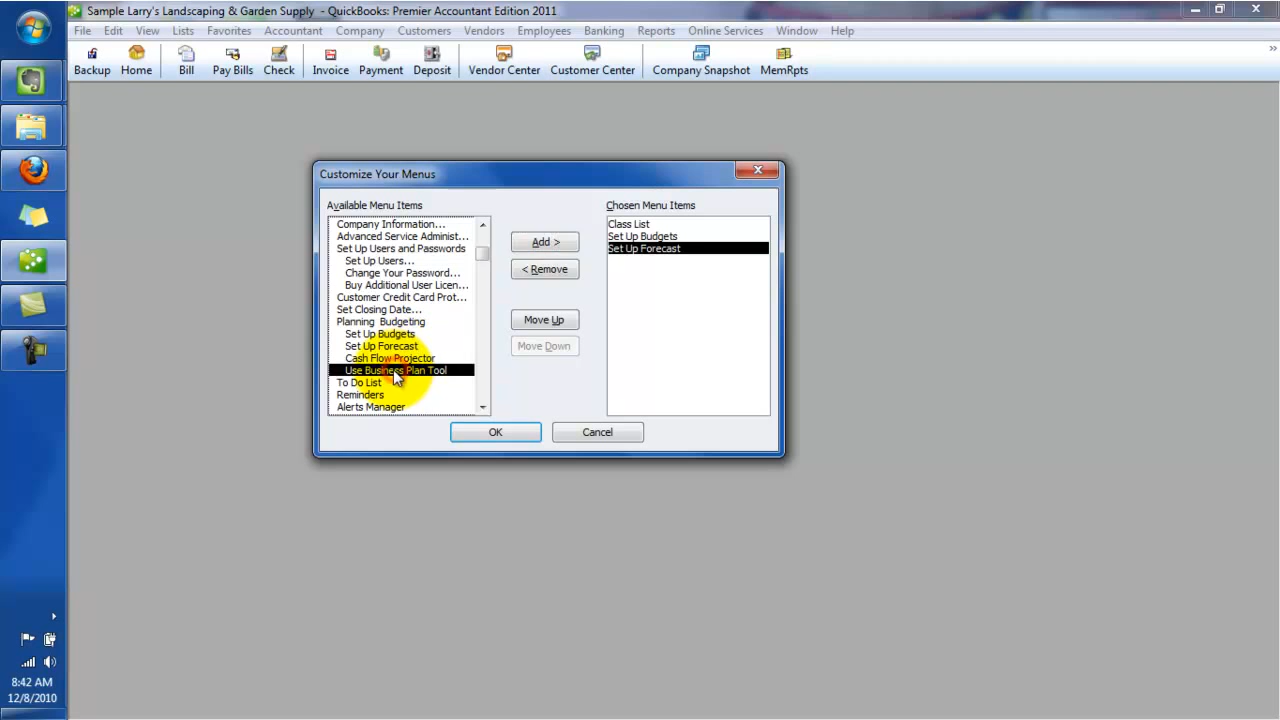 Sample Larry's Landscaping & Garden Supply - QuickBooks: Premier Accountant Edition 2011
File Edit View Lists Favorites Accountant Company Customers Vendors Employees Banking Reports Online Services Window Help
Backup Home Bill Pay Bills Check Invoice Payment Deposit Vendor Center Customer Center Company Snapshot MemRpts
»
Customize Your Menus
Available Menu Items
Company Information...
Advanced Service Administ...
Set Up Users and Passwords
Set Up Users...
Change Your Password...
Buy Additional User Licen...
Customer Credit Card Prot...
Set Closing Date...
Planning Budgeting
Set Up Budgets
Set Up Forecast
Cash Flow Projector
Use Business Plan Tool
To Do List
Reminders
Alerts Manager
Add >
< Remove
Move Up
Move Down
Chosen Menu Items
Class List
Set Up Budgets
Set Up Forecast
OK
Cancel
8:42 AM
12/8/2010